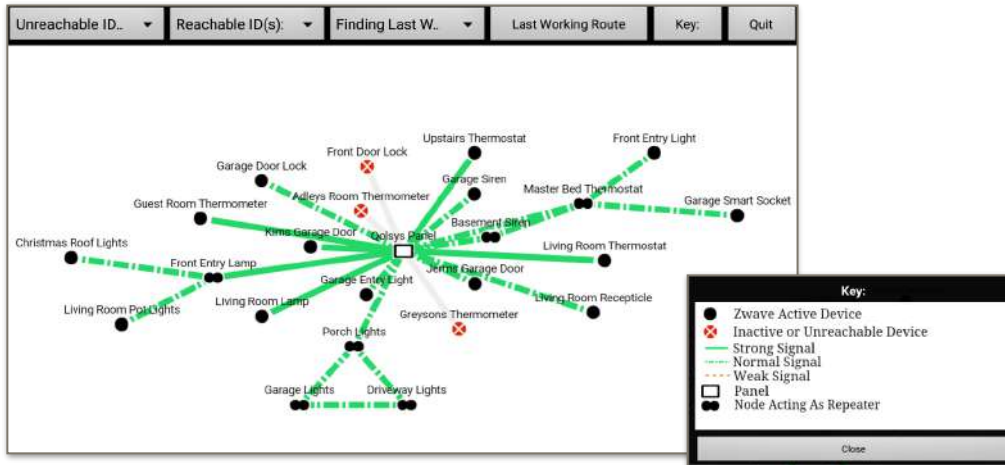 Unreachable ID..
Reachable ID(s):
Finding Last W..
Last Working Route
Key:
Quit
Upstairs Thermostat
Front Entry Light
Front Door Lock
Garage Door Lock
Garage Siren
Master Bed Thermostat
Adleys Room Thermometer
Garage Smart Socket
Guest Room Thermometer
Basement Siren
Kims Garage Door
Qolsys Panel
Christmas Roof Lights
Living Room Thermostat
Front Entry Lamp
Jerms Garage Door
Garage Entry Light
Living Room Lamp
Living Room Recepticle
Living Room Pot Lights
Greysons Thermometer
Porch Lights
Garage Lights
Driveway Lights
Key:
Zwave Active Device
Inactive or Unreachable Device
Strong Signal
Normal Signal
Weak Signal
Panel
Node Acting As Repeater
Close